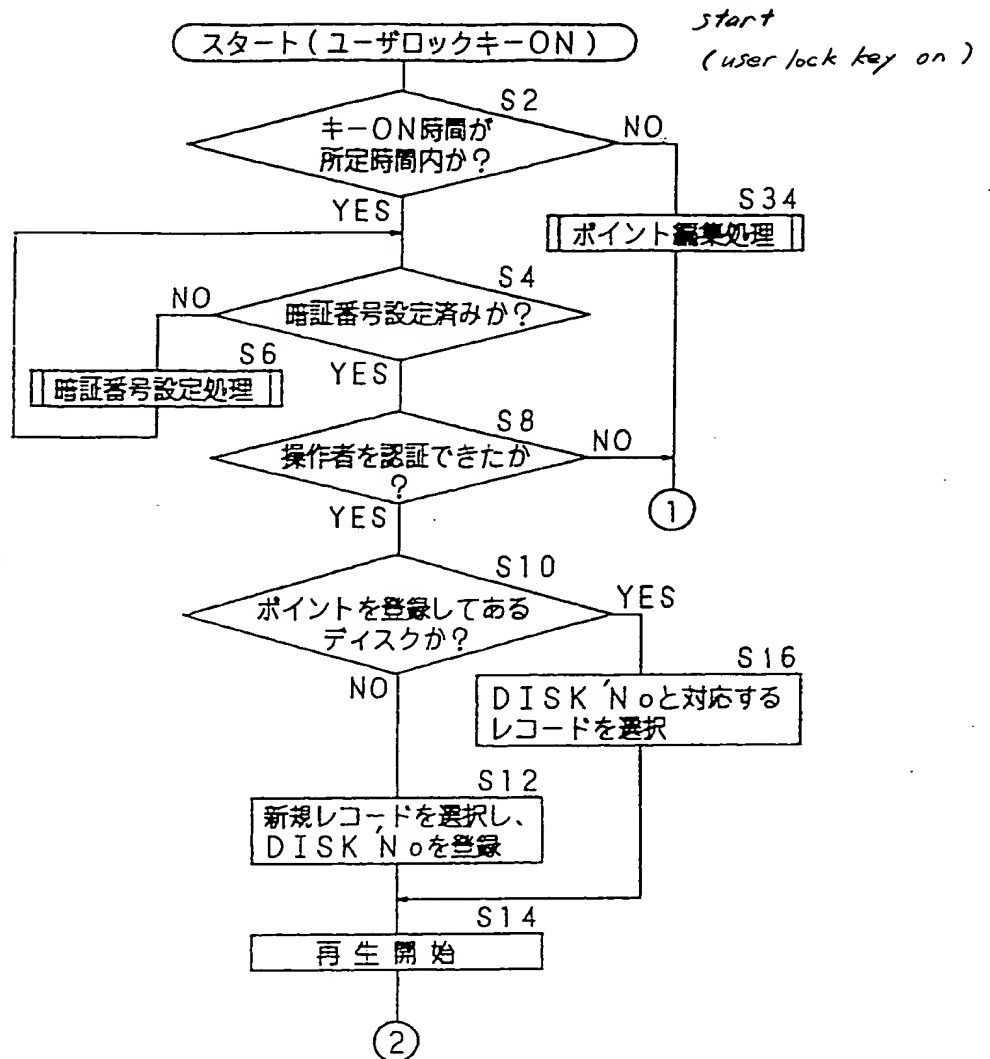 スタート(ユーザロックキーON)
start
(user lock key on)
S2
キーON時間が
所定時間内か?
NO
YES
S34
ポイント編集処理
S4
暗証番号設定済みか?
NO
YES
S6
暗証番号設定処理
S8
操作者を認証できたか
?
NO
YES
1
S10
ポイントを登録してある
ディスクか?
YES
NO
S16
DISK'Noと対応する
レコードを選択
S12
新規レコードを選択し、
DISK'Noを登録
S14
再生開始
2